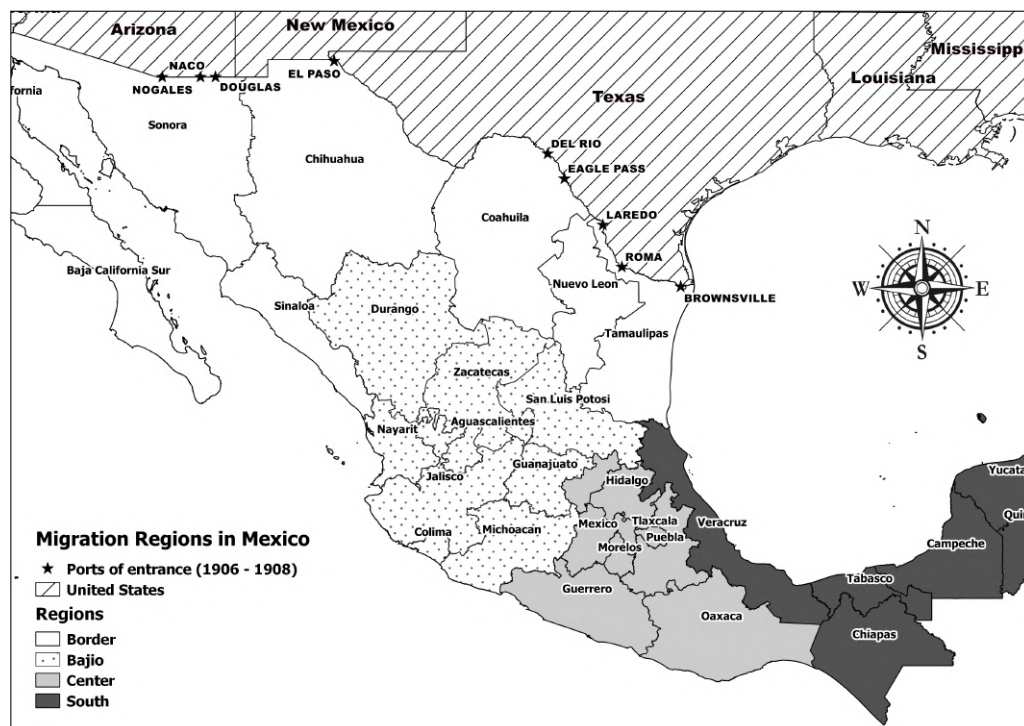 Arizona
New Mexico
Mississipp
NACO
EL PASO
Louisiana
NOGALES
DOUGLAS
ifornia
Texas
Sonora
Chihuahua
DEL RIO
EAGLE PASS
Coahuila
LAREDO
N
ROMA
Baja California Sur
Nuevo Leon
W
E
BROWNSVILLE
Sinaloa
Durango
Tamaulipas
S
Zacatecas
San Luis Potosi
Nayarit
Aguascalientes
Guanajuato
Yucata
Jalisco
Hidalgo
Quin
Colima
Michoacan
Mexico
Tlaxcala
Veracruz
Puebla
Campeche
Morelos
Tabasco
Guerrero
Oaxaca
Chiapas
Migration Regions in Mexico
Ports of entrance (1906 - 1908)
United States
Regions
Border
Bajio
Center
South